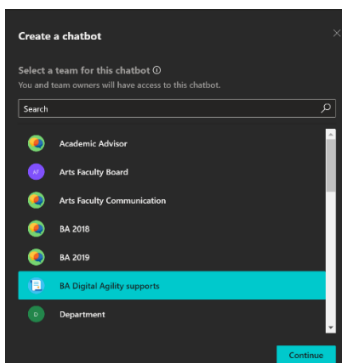 Create a chatbot
Select a team for this chatbot
You and team owners will have access to this chatbot.
Search
Academic Advisor
Arts Faculty Board
Arts Faculty Communication
BA 2018
BA 2019
BA Digital Agility supports
D Department
Continue